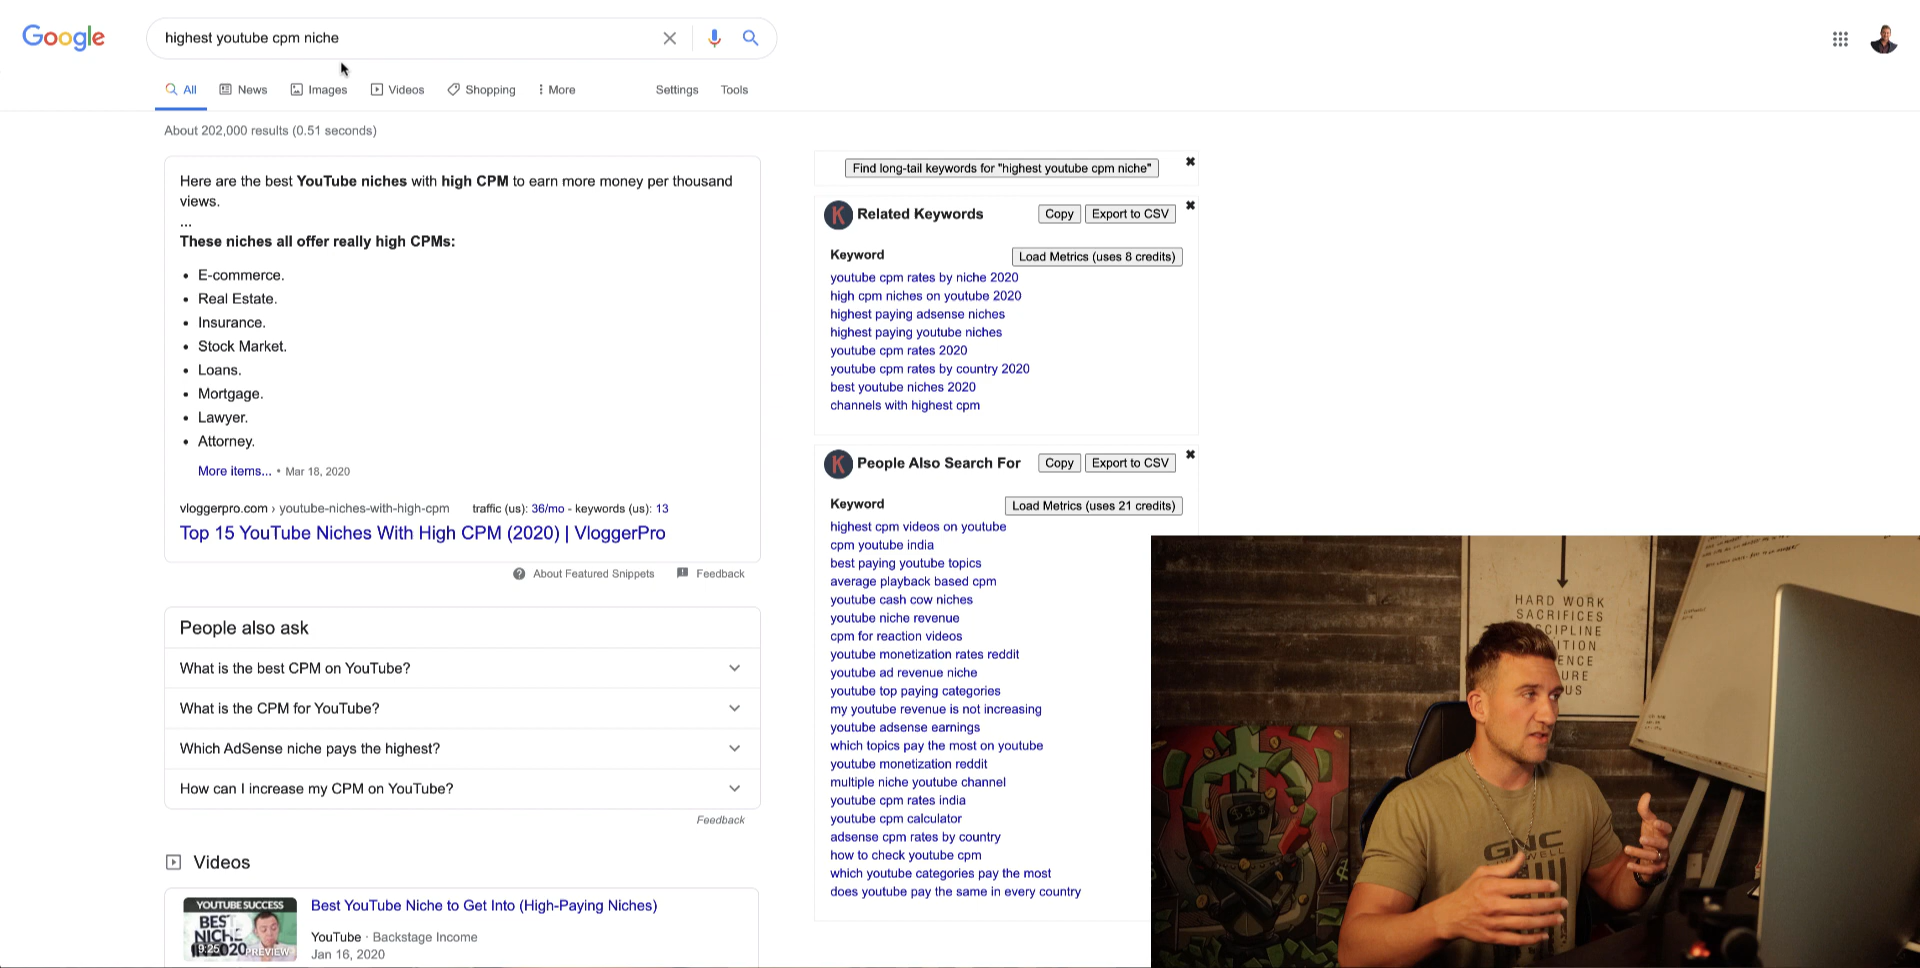 Google
highest youtube cpm niche
All News Images Videos Shopping More Settings Tools
About 202,000 results (0.51 seconds)
Here are the best YouTube niches with high CPM to earn more money per thousand
views.
...
These niches all offer really high CPMs:
E-commerce.
Real Estate.
Insurance.
Stock Market.
Loans.
Mortgage.
Lawyer.
Attorney.
More items... • Mar 18, 2020
vloggerpro.com › youtube-niches-with-high-cpm traffic (us): 36/mo - keywords (us): 13
Top 15 YouTube Niches With High CPM (2020) | VloggerPro
About Featured Snippets Feedback
People also ask
What is the best CPM on YouTube?
What is the CPM for YouTube?
Which AdSense niche pays the highest?
How can I increase my CPM on YouTube?
Feedback
Videos
YOUTUBE SUCCESS
BEST
NICHE
9:25 2020 PREVIEW
Best YouTube Niche to Get Into (High-Paying Niches)
YouTube · Backstage Income
Jan 16, 2020
Find long-tail keywords for "highest youtube cpm niche"
K Related Keywords Copy Export to CSV
Keyword Load Metrics (uses 8 credits)
youtube cpm rates by niche 2020
high cpm niches on youtube 2020
highest paying adsense niches
highest paying youtube niches
youtube cpm rates 2020
youtube cpm rates by country 2020
best youtube niches 2020
channels with highest cpm
K People Also Search For Copy Export to CSV
Keyword Load Metrics (uses 21 credits)
highest cpm videos on youtube
cpm youtube india
best paying youtube topics
average playback based cpm
youtube cash cow niches
youtube niche revenue
cpm for reaction videos
youtube monetization rates reddit
youtube ad revenue niche
youtube top paying categories
my youtube revenue is not increasing
youtube adsense earnings
which topics pay the most on youtube
youtube monetization reddit
multiple niche youtube channel
youtube cpm rates india
youtube cpm calculator
adsense cpm rates by country
how to check youtube cpm
which youtube categories pay the most
does youtube pay the same in every country
HARD WORK
SACRIFICES
SCIPLINE
ITION
ENCE
URE
US
GNC
WELL